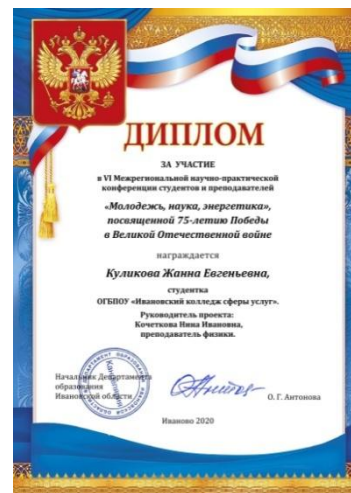 ДИПЛОМ
ЗА УЧАСТИЕ
в VI Межрегиональной научно-практической
конференции студентов и преподавателей
«Молодежь, наука, энергетика»,
посвященной 75-летию Победы
в Великой Отечественной войне
награждается
Куликова Жанна Евгеньевна,
студентка
ОГБПОУ «Ивановский колледж сферы услуг».
Руководитель проекта:
Кочеткова Нина Ивановна,
преподаватель физики.
Начальник Департамента
образования
Ивановской области
О. Г. Антонова
Иваново 2020